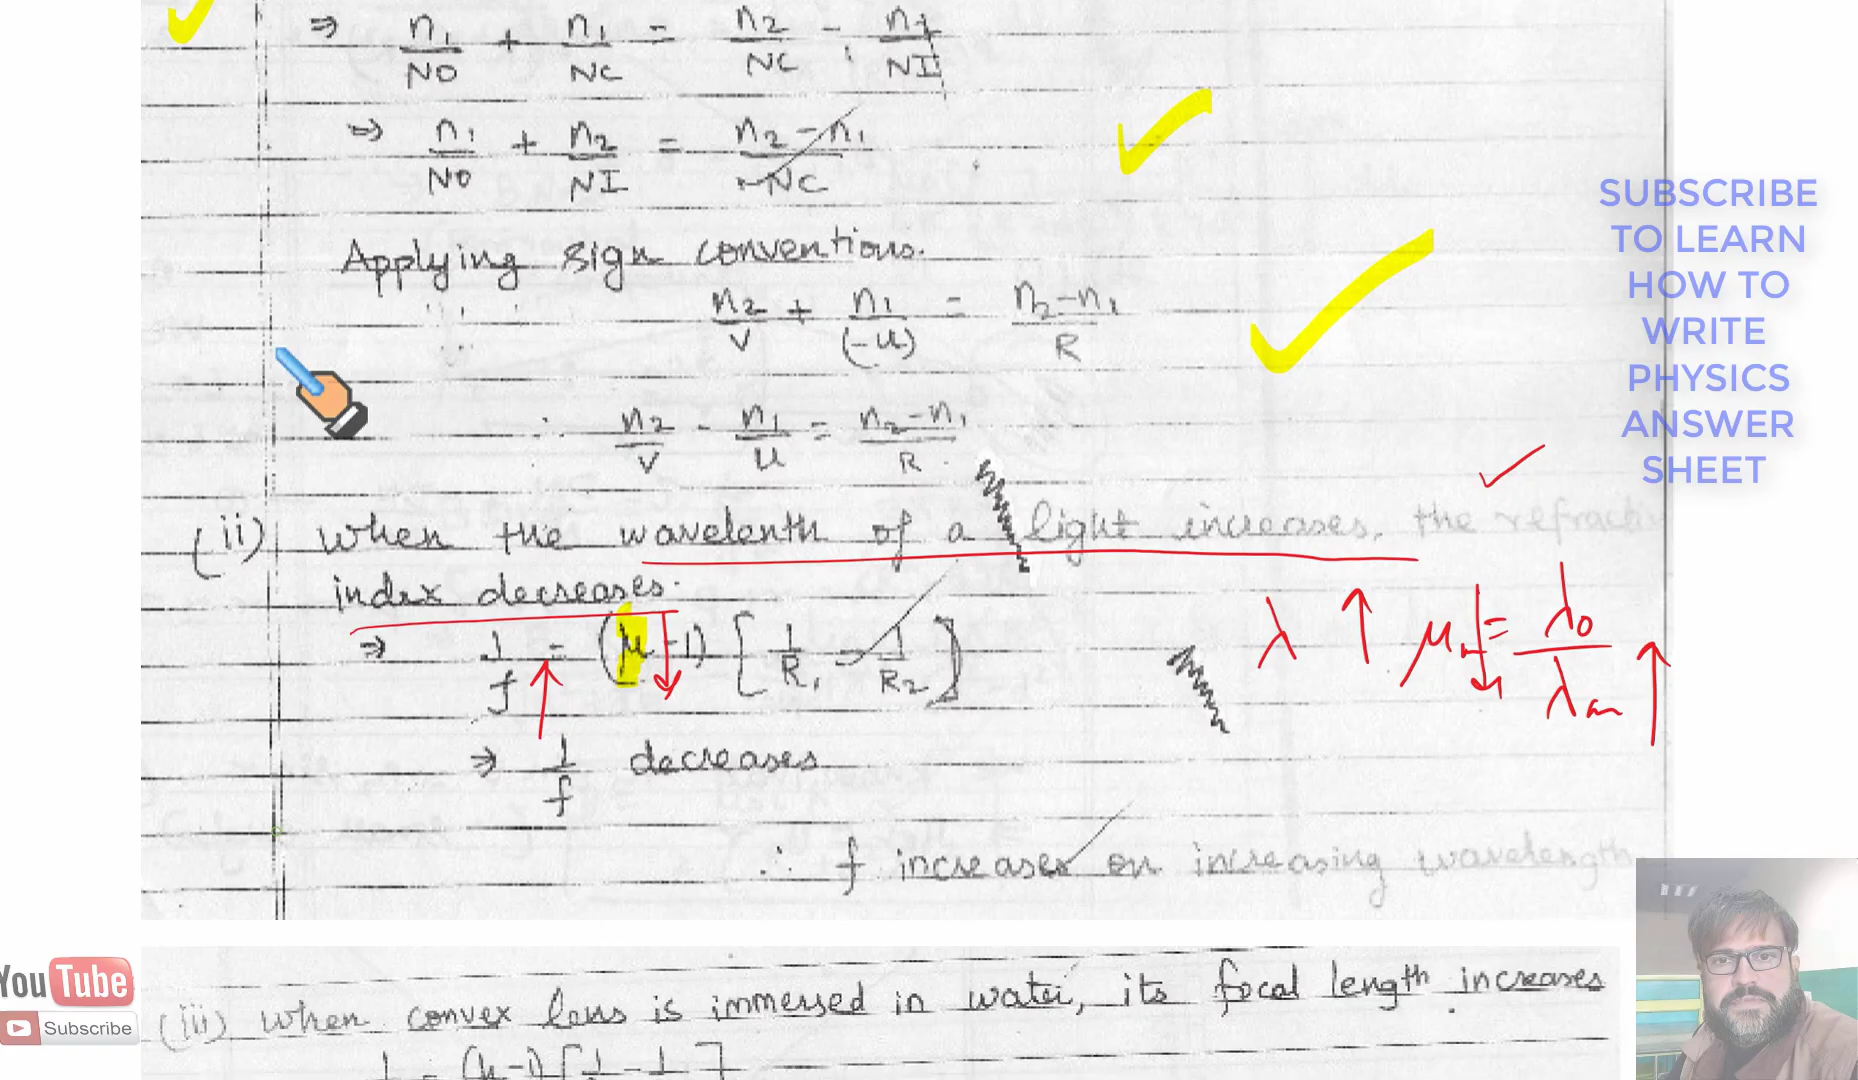 ⇒ n₁/NO + n₁/NC = n₂/NC - n₁/NI
⇒ n₁/NO + n₂/NI = n₂-n₁/NC
Applying sign conventions.
n₂/v + n₁/(-u) = n₂-n₁/R
∴ n₂/v - n₁/u = n₂-n₁/R
(ii) when the wavelenth of a light increases, the refractiv
index decreases.
⇒ 1/f = (μ-1) [1/R₁ - 1/R₂]
λ ↑ μm ↓ = λ₀/λm ↑
⇒ 1/f decreases
∴ f increases on increasing wavelength
(iii) when convex lens is immersed in water, its focal length increases.
SUBSCRIBE
TO LEARN
HOW TO
WRITE
PHYSICS
ANSWER
SHEET
YouTube
Subscribe